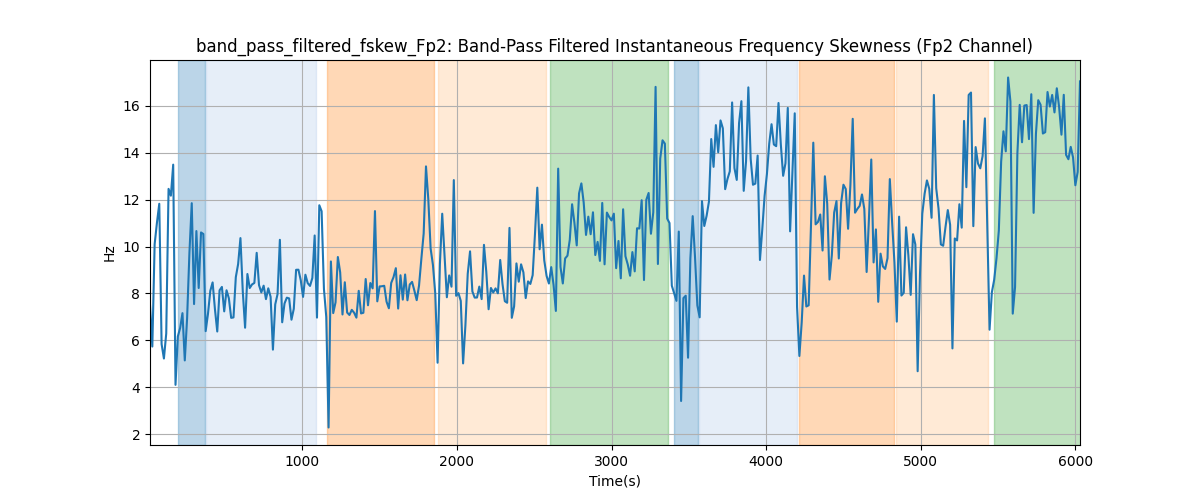 band_pass_filtered_fskew_Fp2: Band-Pass Filtered Instantaneous Frequency Skewness (Fp2 Channel)
16
14
12
10
8
6
4
2
Hz
1000 2000 3000 4000 5000 6000
Time(s)